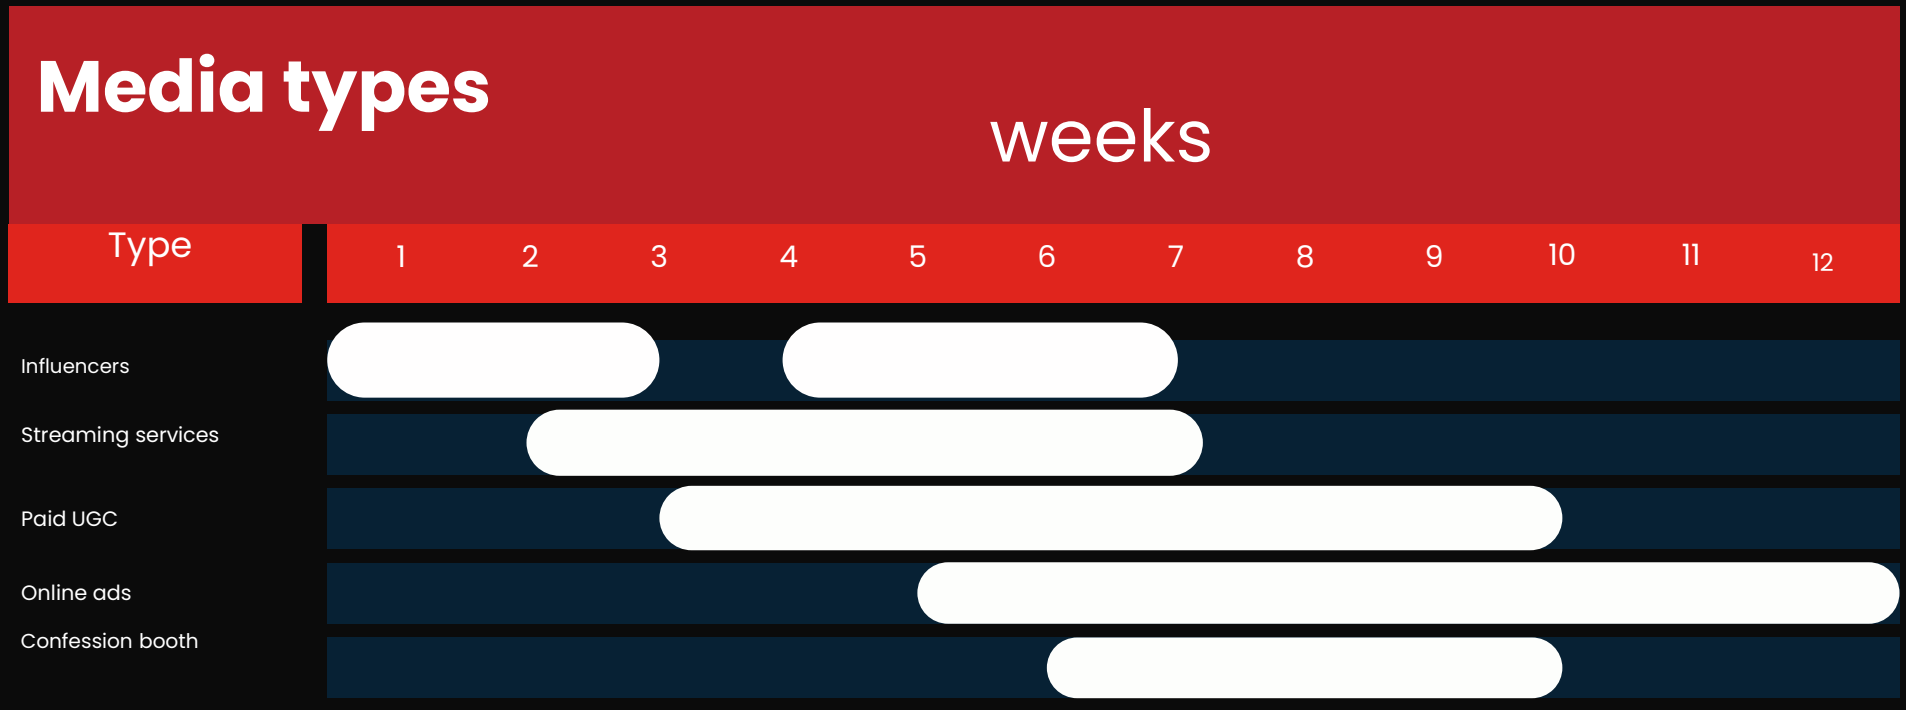 Media types
weeks
Type
1 2 3 4 5 6 7 8 9 10 11 12
Influencers
Streaming services
Paid UGC
Online ads
Confession booth